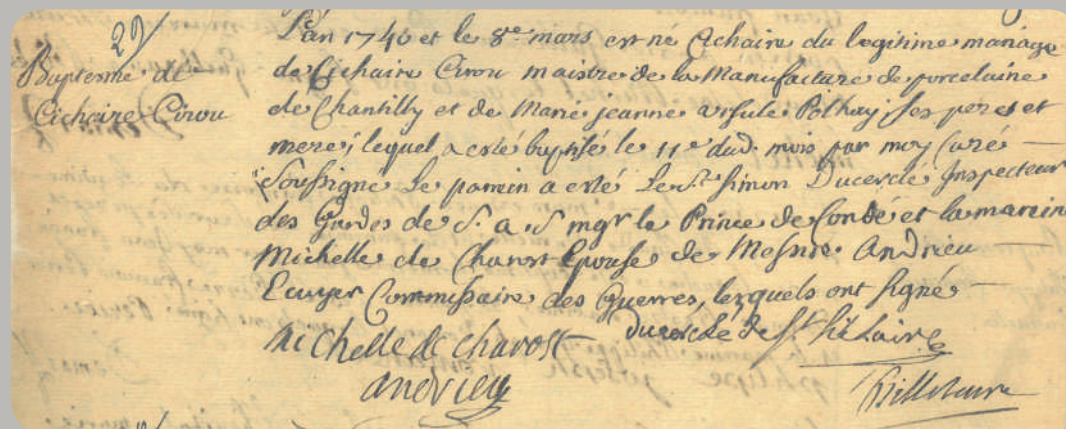 29/
Baptesme de
Cichaire Cirou
L'an 1740 et le 8e mars est né Cichaire du legitime mariage
de Cichaire Cirou maistre de la Manufacture de porcelaine
de Chantilly et de Marie jeanne ursule Polhay ses pere et
mere; lequel a esté baptisé le 11e dud. mois par moy Curé
Soussigné Le parrein a esté Le Sr. Simon Ducercle Inspecteur
des Gardes de S. a. S mgr le Prince de Condé et la mareine
Michelle de Charost Epouse de Andrieu
Ecuyer Commissaire des Guerres, lesquels ont signé
Michelle de charost ducercle de St hilaire
andrieu